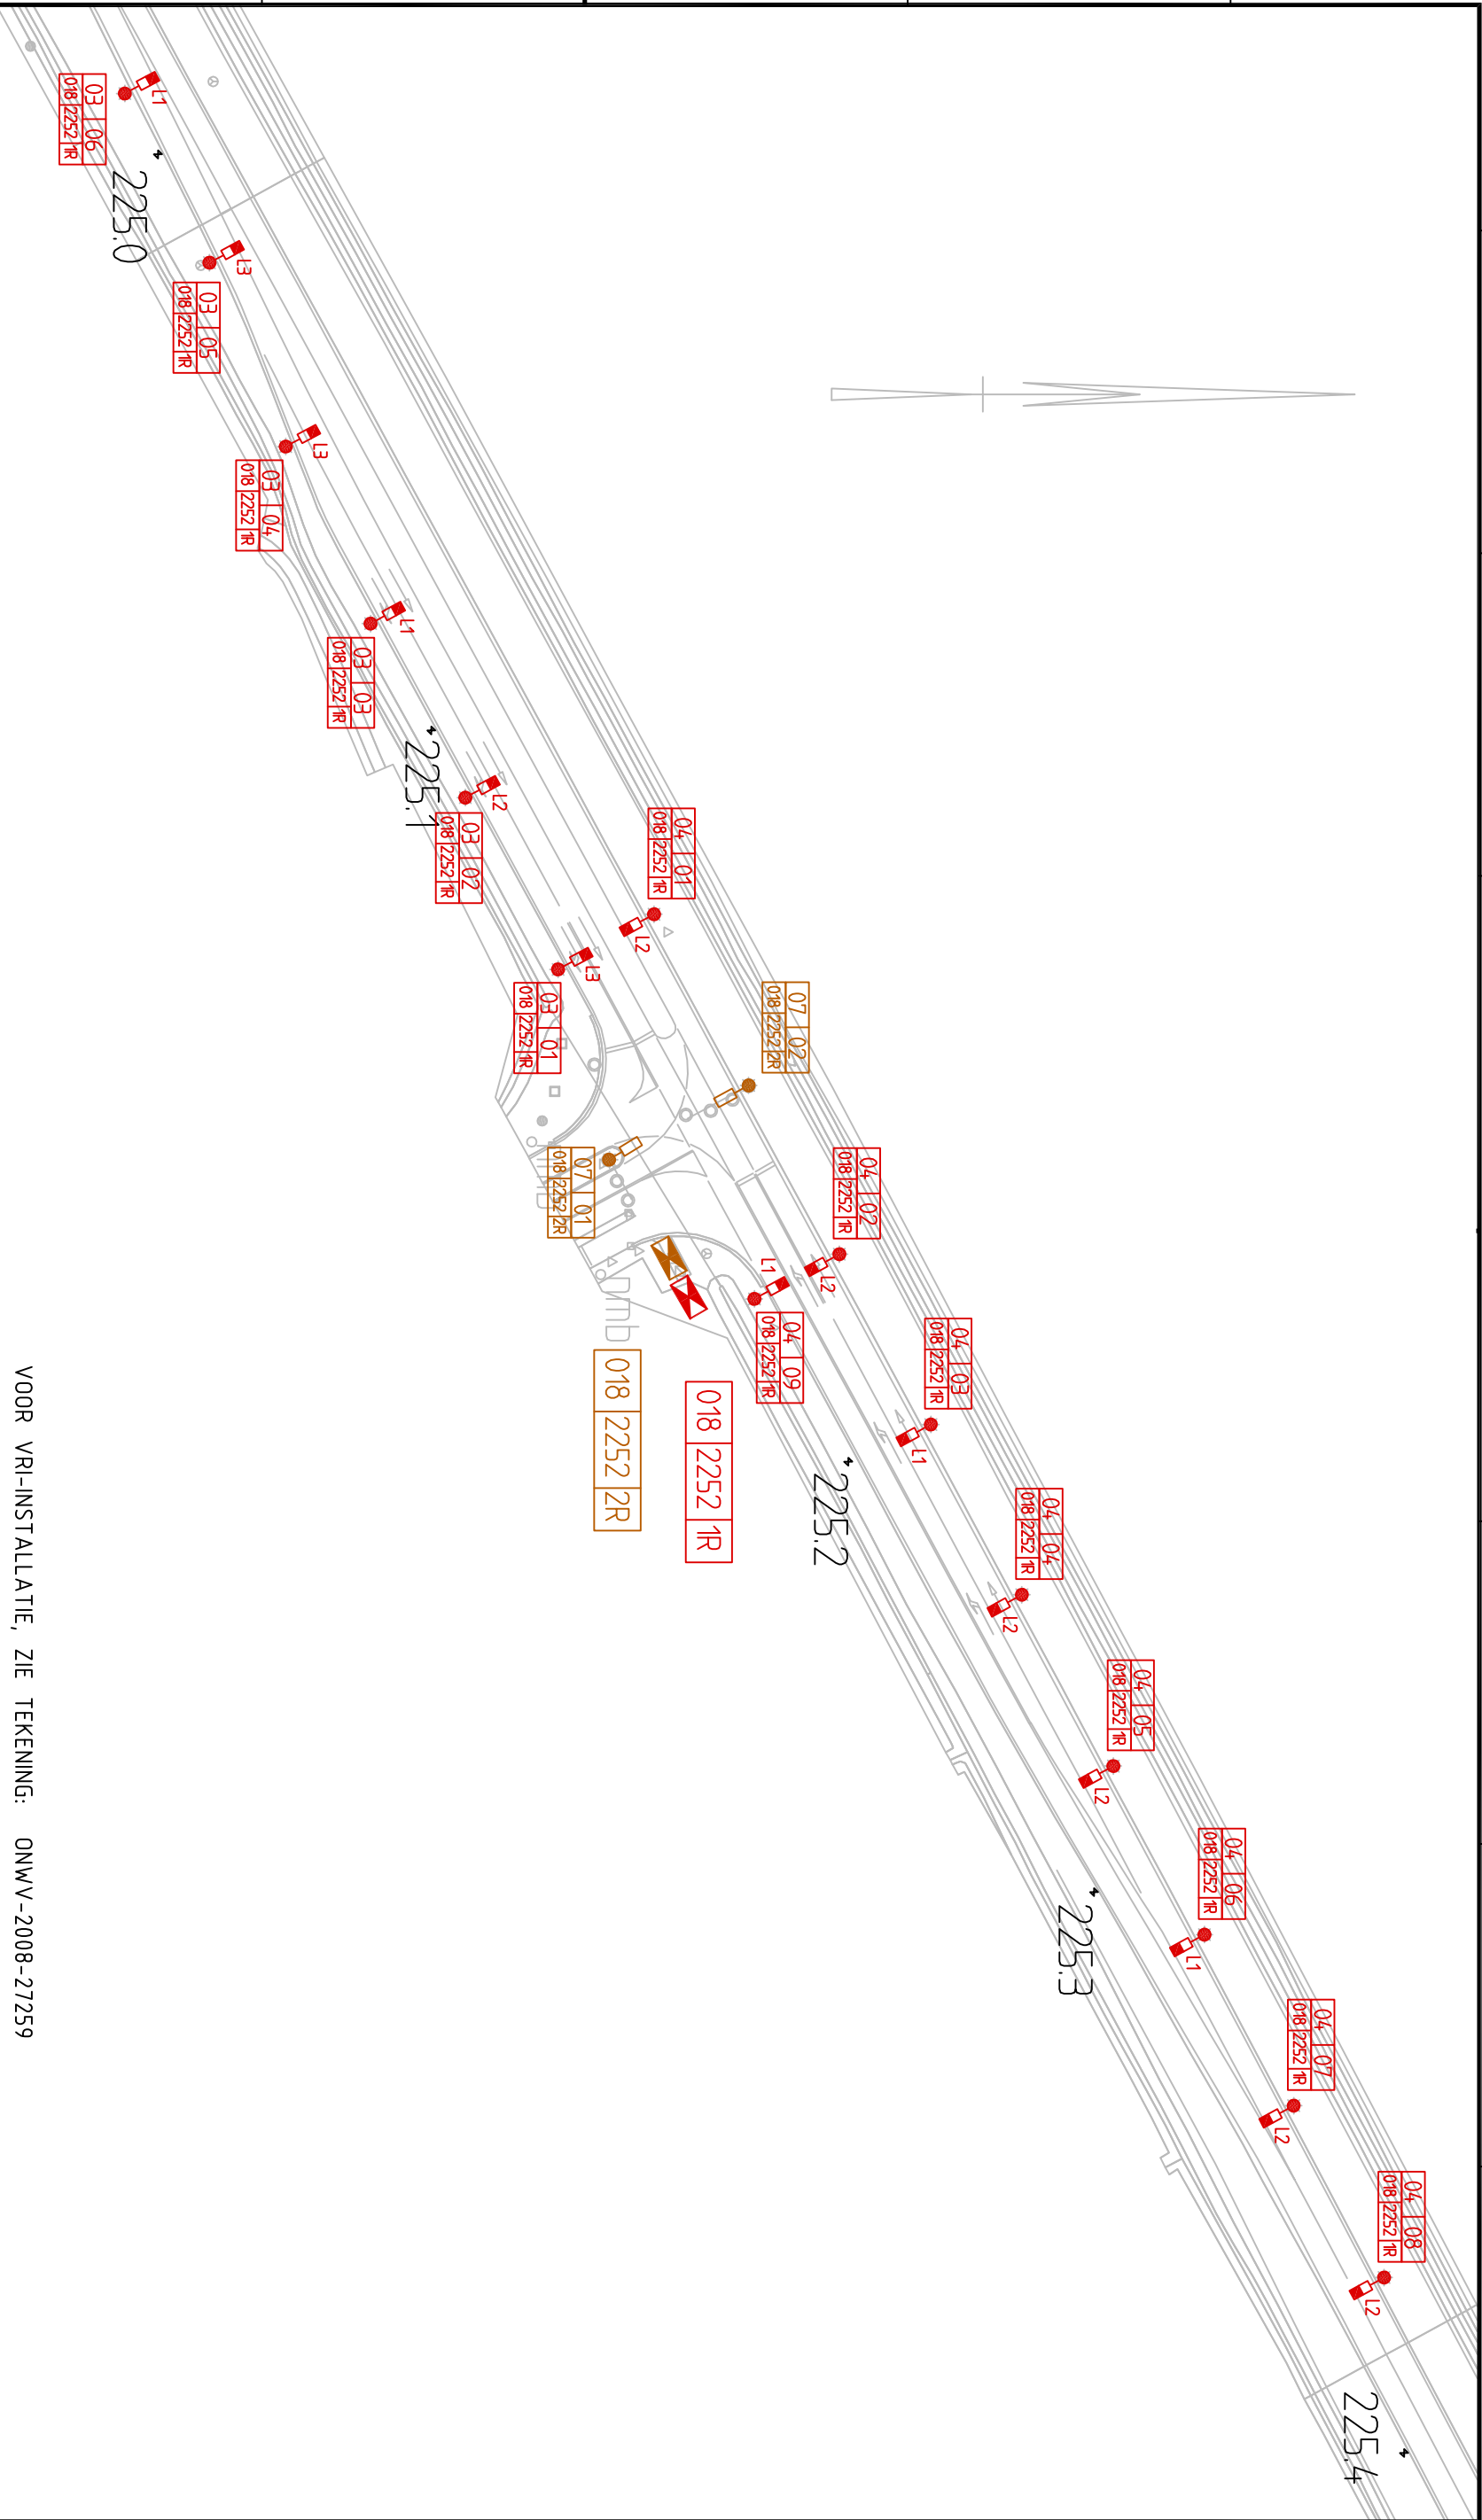 L1
03 06
018 2252 1R
225.0
L3
03 05
018 2252 1R
L3
03 04
018 2252 1R
L1
03 03
018 2252 1R
225.1
L2
03 02
018 2252 1R
04 01
018 2252 1R
L2
L3
03 01
018 2252 1R
07 02
018 2252 2R
07 01
018 2252 2R
04 02
018 2252 1R
L2
L1
04 09
018 2252 1R
018 2252 2R
018 2252 1R
04 03
018 2252 1R
L1
225.2
04 04
018 2252 1R
L2
04 05
018 2252 1R
L2
04 06
018 2252 1R
L1
225.3
04 07
018 2252 1R
L2
04 08
018 2252 1R
L2
225.4
VOOR VRI-INSTALLATIE, ZIE TEKENING: ONWV-2008-27259